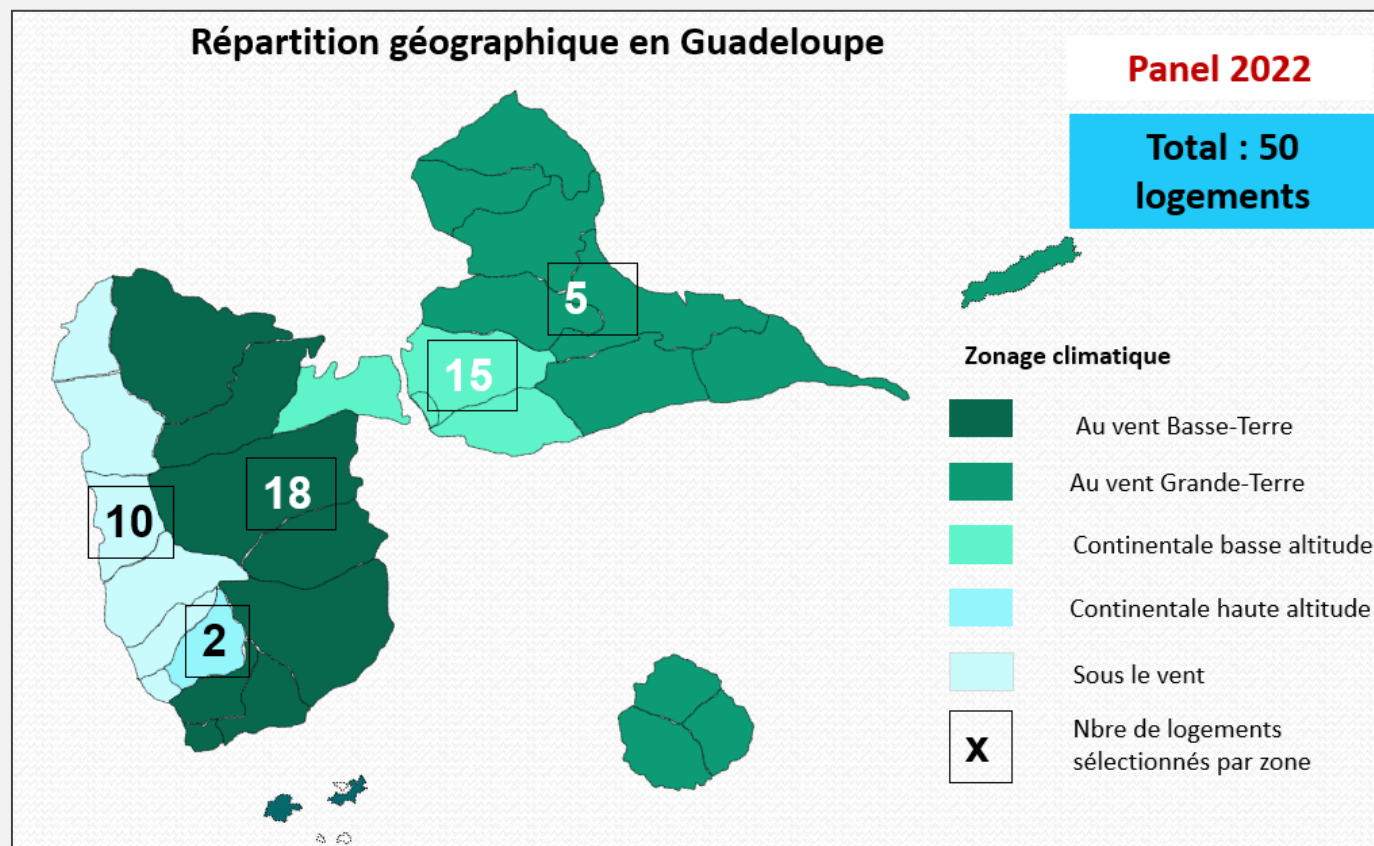 Répartition géographique en Guadeloupe
Panel 2022
Total : 50
logements
5
15
18
10
2
Zonage climatique
Au vent Basse-Terre
Au vent Grande-Terre
Continentale basse altitude
Continentale haute altitude
Sous le vent
x
Nbre de logements
sélectionnés par zone